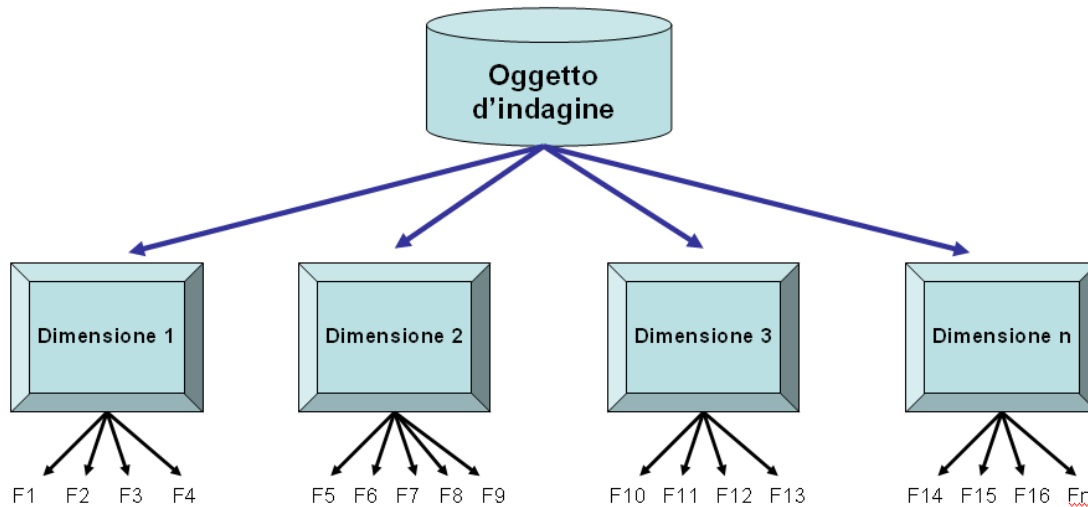 Oggetto
d'indagine
Dimensione 1
Dimensione 2
Dimensione 3
Dimensione n
F1 F2 F3 F4 F5 F6 F7 F8 F9 F10 F11 F12 F13 F14 F15 F16 Fn